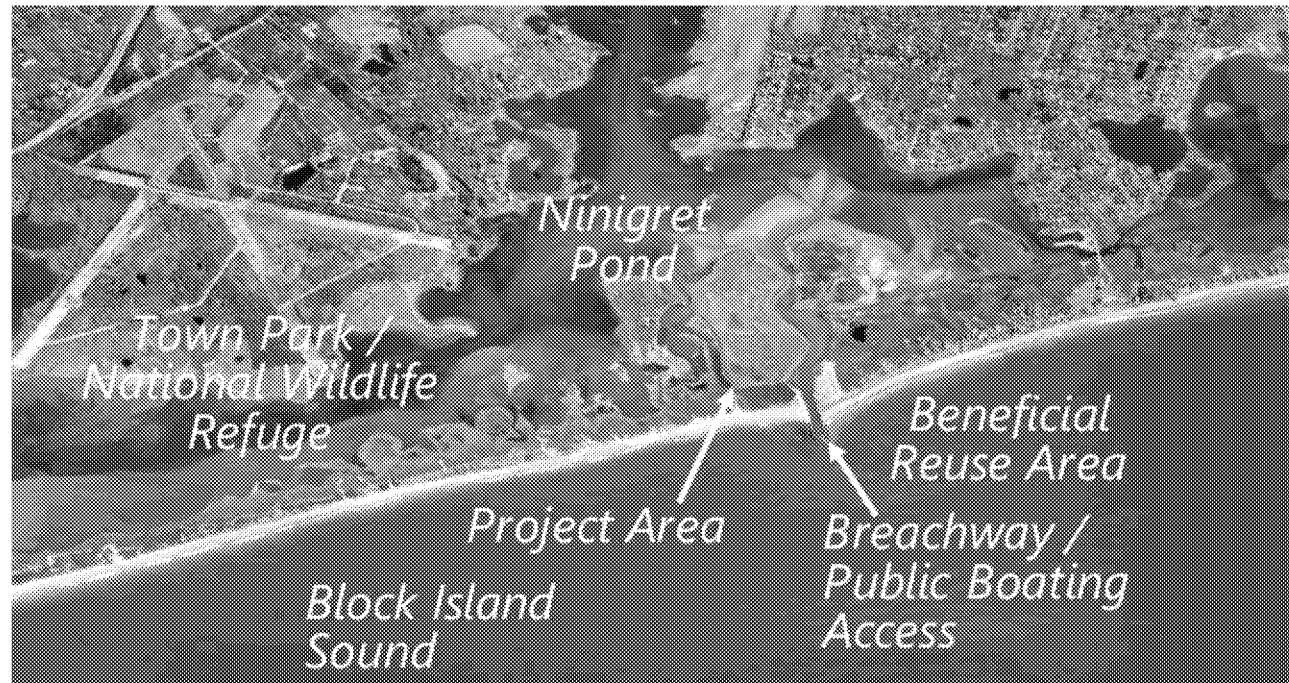 Ninigret
Pond
Town Park /
National Wildlife
Refuge
Beneficial
Reuse Area
Project Area
Breachway /
Public Boating
Access
Block Island
Sound